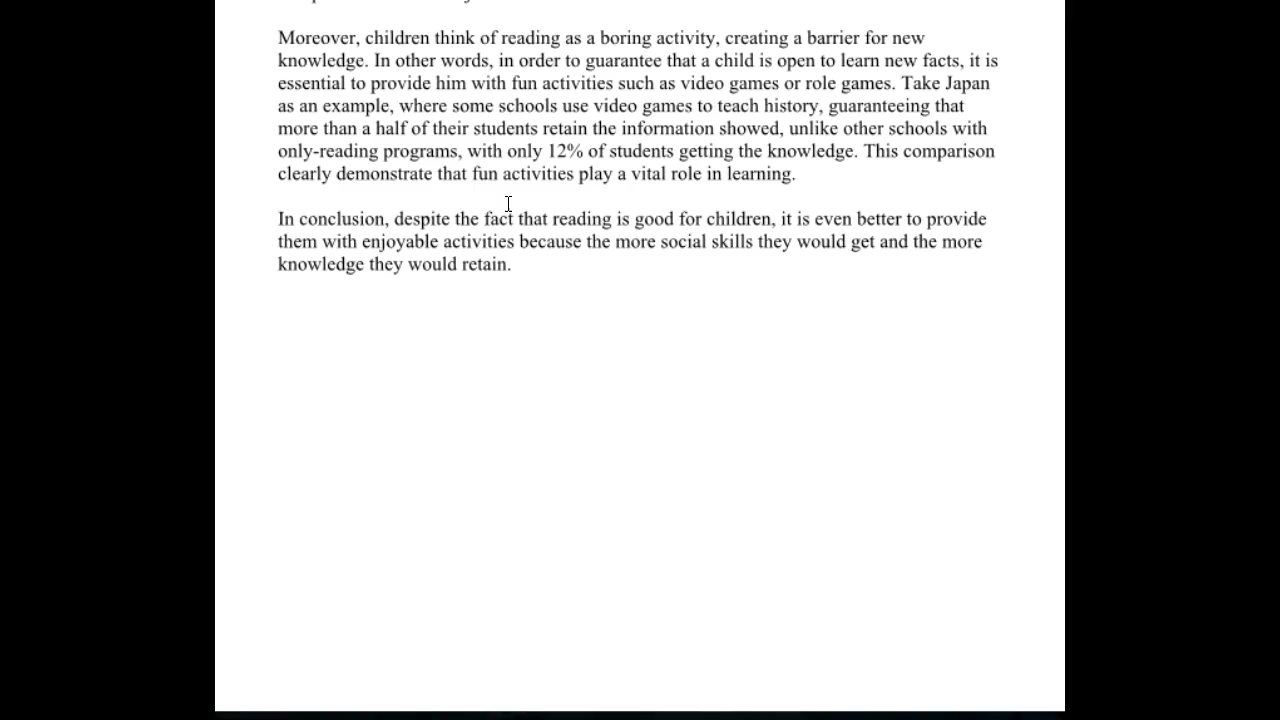 Moreover, children think of reading as a boring activity, creating a barrier for new
knowledge. In other words, in order to guarantee that a child is open to learn new facts, it is
essential to provide him with fun activities such as video games or role games. Take Japan
as an example, where some schools use video games to teach history, guaranteeing that
more than a half of their students retain the information showed, unlike other schools with
only-reading programs, with only 12% of students getting the knowledge. This comparison
clearly demonstrate that fun activities play a vital role in learning.
In conclusion, despite the fact that reading is good for children, it is even better to provide
them with enjoyable activities because the more social skills they would get and the more
knowledge they would retain.